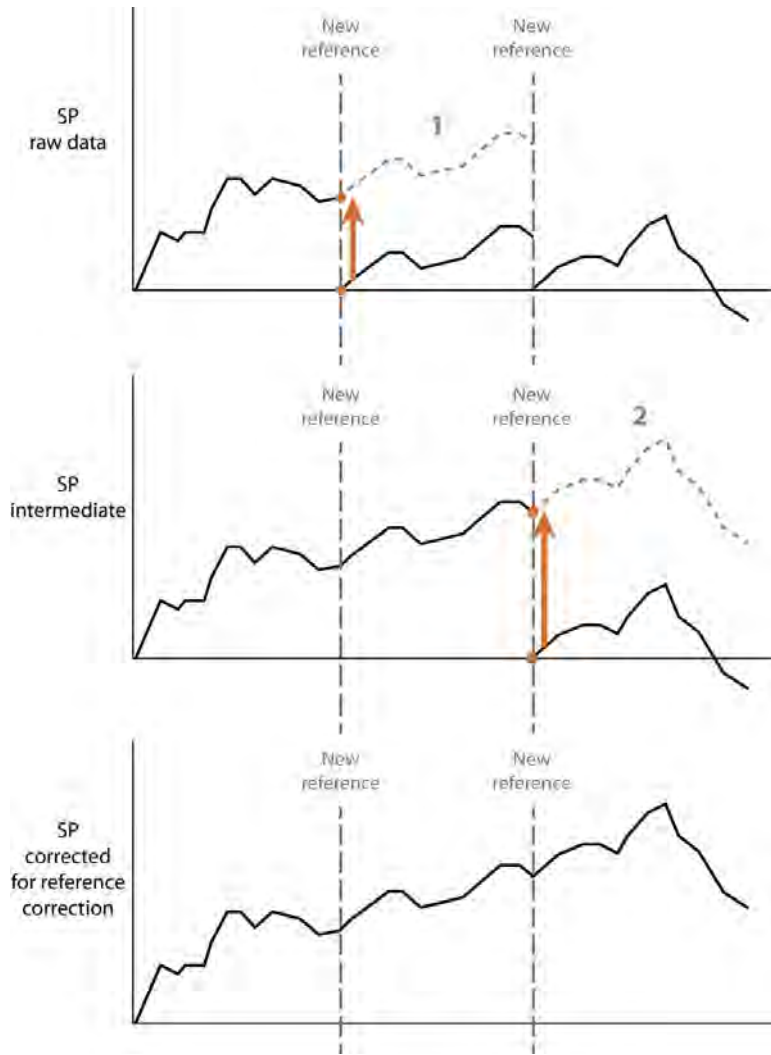 New
reference
New
reference
SP
raw data
1
New
reference
New
reference
2
SP
intermediate
New
reference
New
reference
SP
corrected
for reference
correction